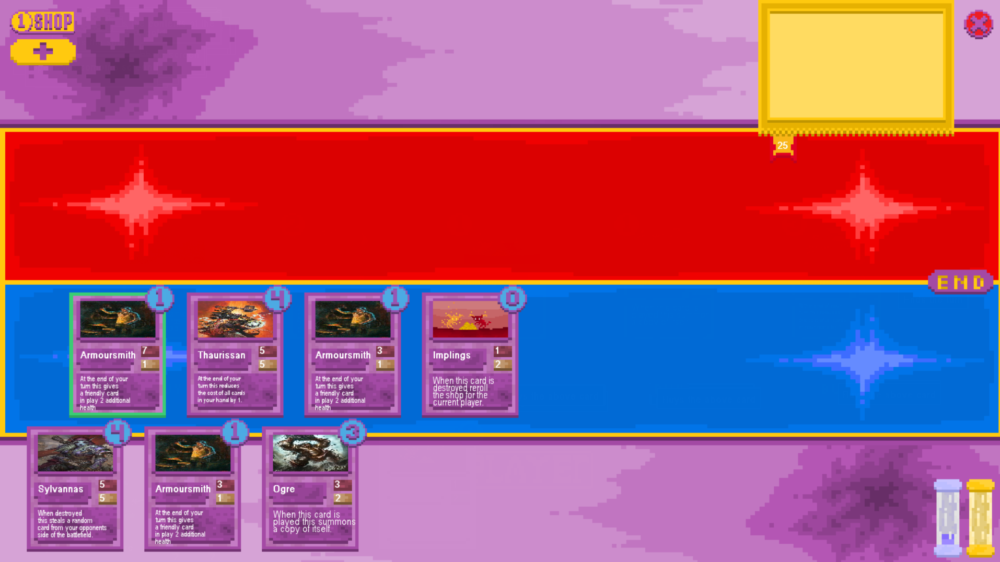 1 SHOP
+
25
END
1
Armoursmith
7
1
At the end of your
turn this gives
a friendly card
in play 2 additional
health
4
Thaurissan
5
5
At the end of your
turn this reduces
the cost of all cards
in your hand by 1.
1
Armoursmith
3
1
At the end of your
turn this gives
a friendly card
in play 2 additional
health
0
Implings
1
2
When this card is
destroyed reroll
the shop for the
current player.
4
Sylvannas
5
5
When destroyed
this steals a random
card from your opponents
side of the battlefield.
1
Armoursmith
3
1
At the end of your
turn this gives
a friendly card
in play 2 additional
health
3
Ogre
3
2
When this card is
played this summons
a copy of itself.